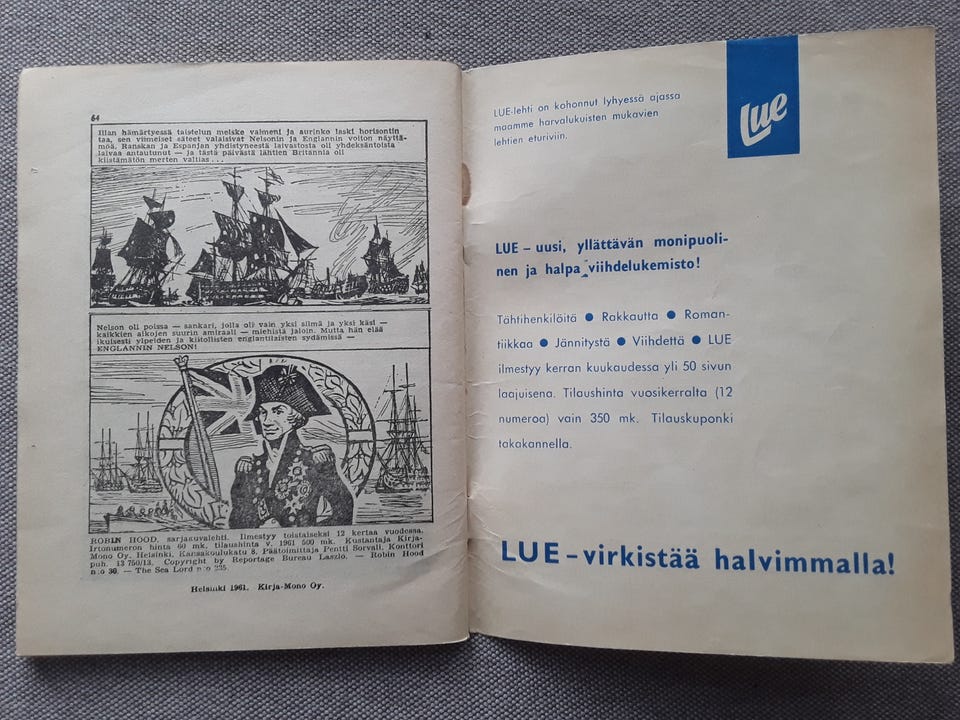 64
Illan hämärtyessä taistelun melske vaimeni ja aurinko laski horisontin
taa, sen viimeiset säteet valaisivat Nelsonin ja Englannin voiton näyttä-
möä. Ranskan ja Espanjan yhdistyneestä laivastosta oli yhdeksäntoista
laivaa antautunut — ja tästä päivästä lähtien Britannia oli
kiistämätön merten valtias . . .
Nelson oli poissa — sankari, jolla oli vain yksi silmä ja yksi käsi —
kaikkien aikojen suurin amiraali — miehistä jaloin. Mutta hän elää
ikuisesti ylpeiden ja kiitollisten englantilaisten sydämissä —
ENGLANNIN NELSON!
ROBIN HOOD, sarjakuvalehti. Ilmestyy toistaiseksi 12 kertaa vuodessa.
Irtonumeron hinta 60 mk, tilaushinta v. 1961 500 mk. Kustantaja Kirja-
Mono Oy, Helsinki, Kansakoulukatu 8. Päätoimittaja Pentti Sorvali. Konttori
puh. 13 750/13. Copyright by Reportage Bureau Laszlo. — Robin Hood
n:o 36. — The Sea Lord n:o 235.
Helsinki 1961. Kirja-Mono Oy.
Lue
LUE-lehti on kohonnut lyhyessä ajassa
maamme harvalukuisten mukavien
lehtien eturiviin.
LUE – uusi, yllättävän monipuoli-
nen ja halpa viihdelukemisto!
Tähtihenkilöitä ● Rakkautta ● Roman-
tiikkaa ● Jännitystä ● Viihdettä ● LUE
ilmestyy kerran kuukaudessa yli 50 sivun
laajuisena. Tilaushinta vuosikerralta (12
numeroa) vain 350 mk. Tilauskuponki
takakannella.
LUE – virkistää halvimmalla!